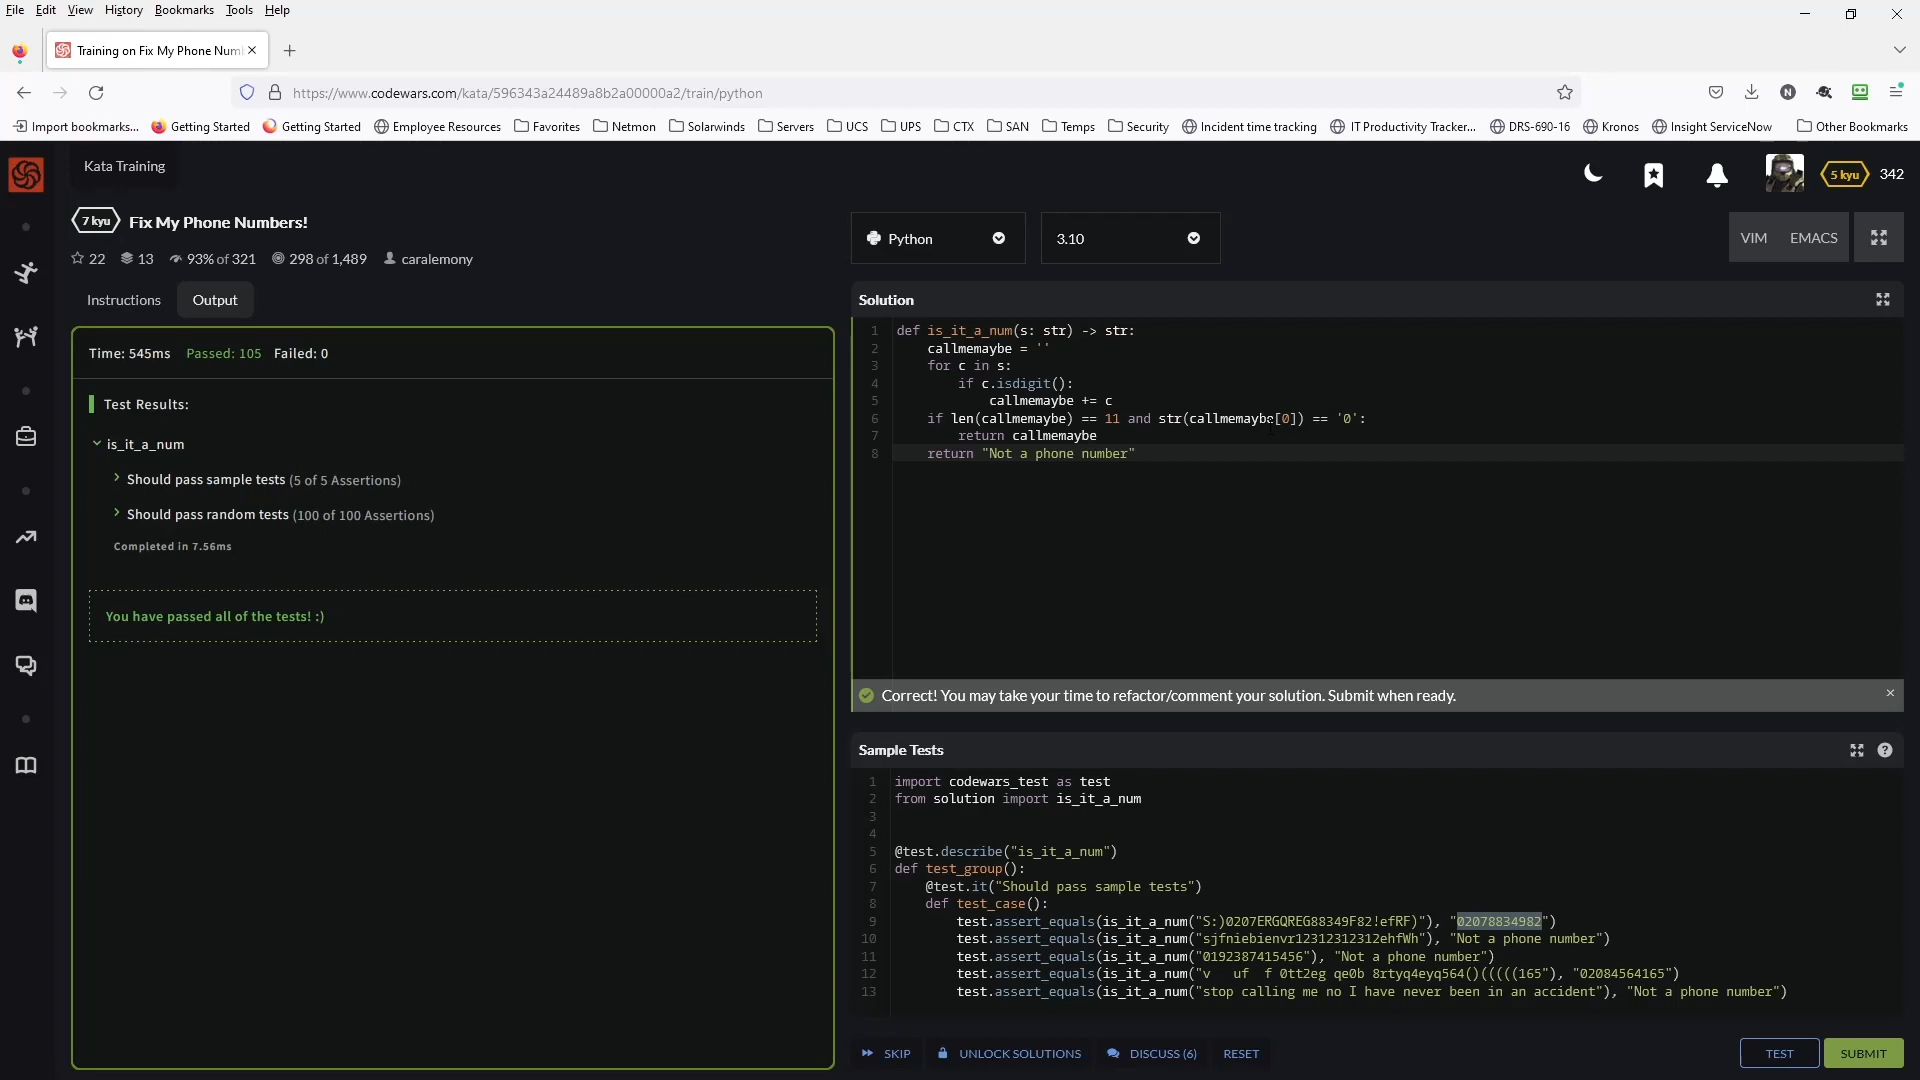 File Edit View History Bookmarks Tools Help
Training on Fix My Phone Num
https://www.codewars.com/kata/596343a24489a8b2a00000a2/train/python
Import bookmarks... Getting Started Getting Started Employee Resources Favorites Netmon Solarwinds Servers UCS UPS CTX SAN Temps Security Incident time tracking IT Productivity Tracker... DRS-690-16 Kronos Insight ServiceNow Other Bookmarks
Kata Training
5 kyu 342
7 kyu Fix My Phone Numbers!
22 13 93% of 321 298 of 1,489 caralemony
Python 3.10 VIM EMACS
Instructions Output
Time: 545ms Passed: 105 Failed: 0
Test Results:
is_it_a_num
Should pass sample tests (5 of 5 Assertions)
Should pass random tests (100 of 100 Assertions)
Completed in 7.56ms
You have passed all of the tests! :)
Solution
1 def is_it_a_num(s: str) -> str:
2 callmemaybe = ''
3 for c in s:
4 if c.isdigit():
5 callmemaybe += c
6 if len(callmemaybe) == 11 and str(callmemaybe[0]) == '0':
7 return callmemaybe
8 return "Not a phone number"
Correct! You may take your time to refactor/comment your solution. Submit when ready.
Sample Tests
1 import codewars_test as test
2 from solution import is_it_a_num
3
4
5 @test.describe("is_it_a_num")
6 def test_group():
7 @test.it("Should pass sample tests")
8 def test_case():
9 test.assert_equals(is_it_a_num("S:)0207ERGQREG88349F82!efRF)"), "02078834982")
10 test.assert_equals(is_it_a_num("sjfniebienvr12312312312ehfWh"), "Not a phone number")
11 test.assert_equals(is_it_a_num("0192387415456"), "Not a phone number")
12 test.assert_equals(is_it_a_num("v   uf  f 0tt2eg qe0b 8rtyq4eyq564()(((((165"), "02084564165")
13 test.assert_equals(is_it_a_num("stop calling me no I have never been in an accident"), "Not a phone number")
SKIP UNLOCK SOLUTIONS DISCUSS (6) RESET TEST SUBMIT